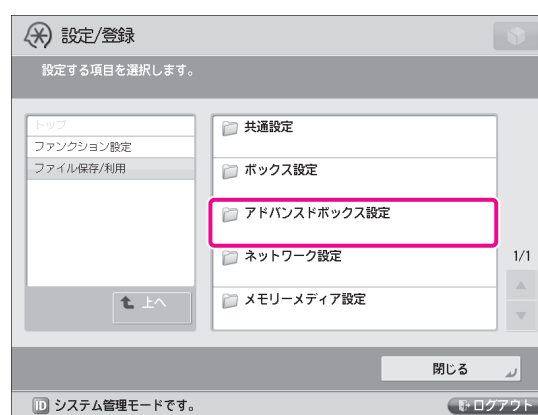 設定/登録
設定する項目を選択します。
トップ
ファンクション設定
ファイル保存/利用
上へ
共通設定
ボックス設定
アドバンスドボックス設定
ネットワーク設定
メモリーメディア設定
1/1
閉じる
ID システム管理モードです。
ログアウト